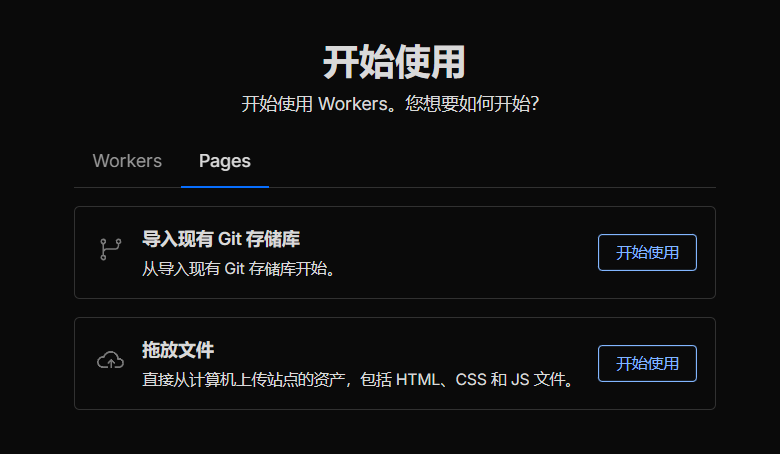 开始使用
开始使用 Workers。您想要如何开始？
Workers
Pages
导入现有 Git 存储库
从导入现有 Git 存储库开始。
开始使用
拖放文件
直接从计算机上传站点的资产，包括 HTML、CSS 和 JS 文件。
开始使用